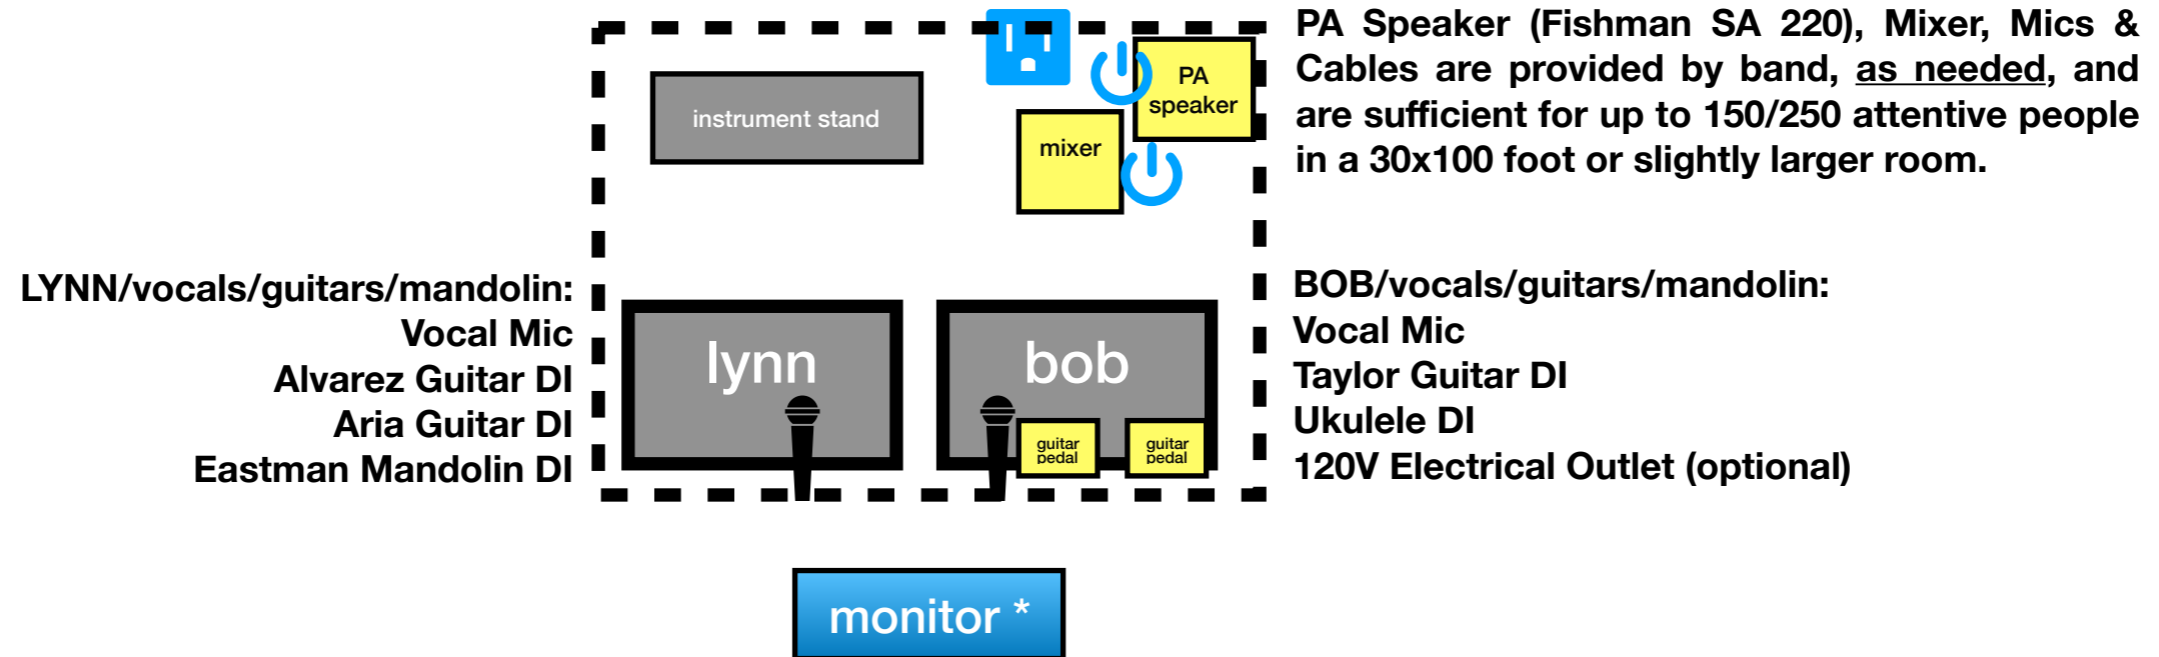 PA Speaker (Fishman SA 220), Mixer, Mics &
Cables are provided by band, as needed, and
are sufficient for up to 150/250 attentive people
in a 30x100 foot or slightly larger room.
instrument stand
PA
speaker
mixer
LYNN/vocals/guitars/mandolin:
Vocal Mic
Alvarez Guitar DI
Aria Guitar DI
Eastman Mandolin DI
lynn
bob
guitar
pedal
guitar
pedal
BOB/vocals/guitars/mandolin:
Vocal Mic
Taylor Guitar DI
Ukulele DI
120V Electrical Outlet (optional)
monitor *